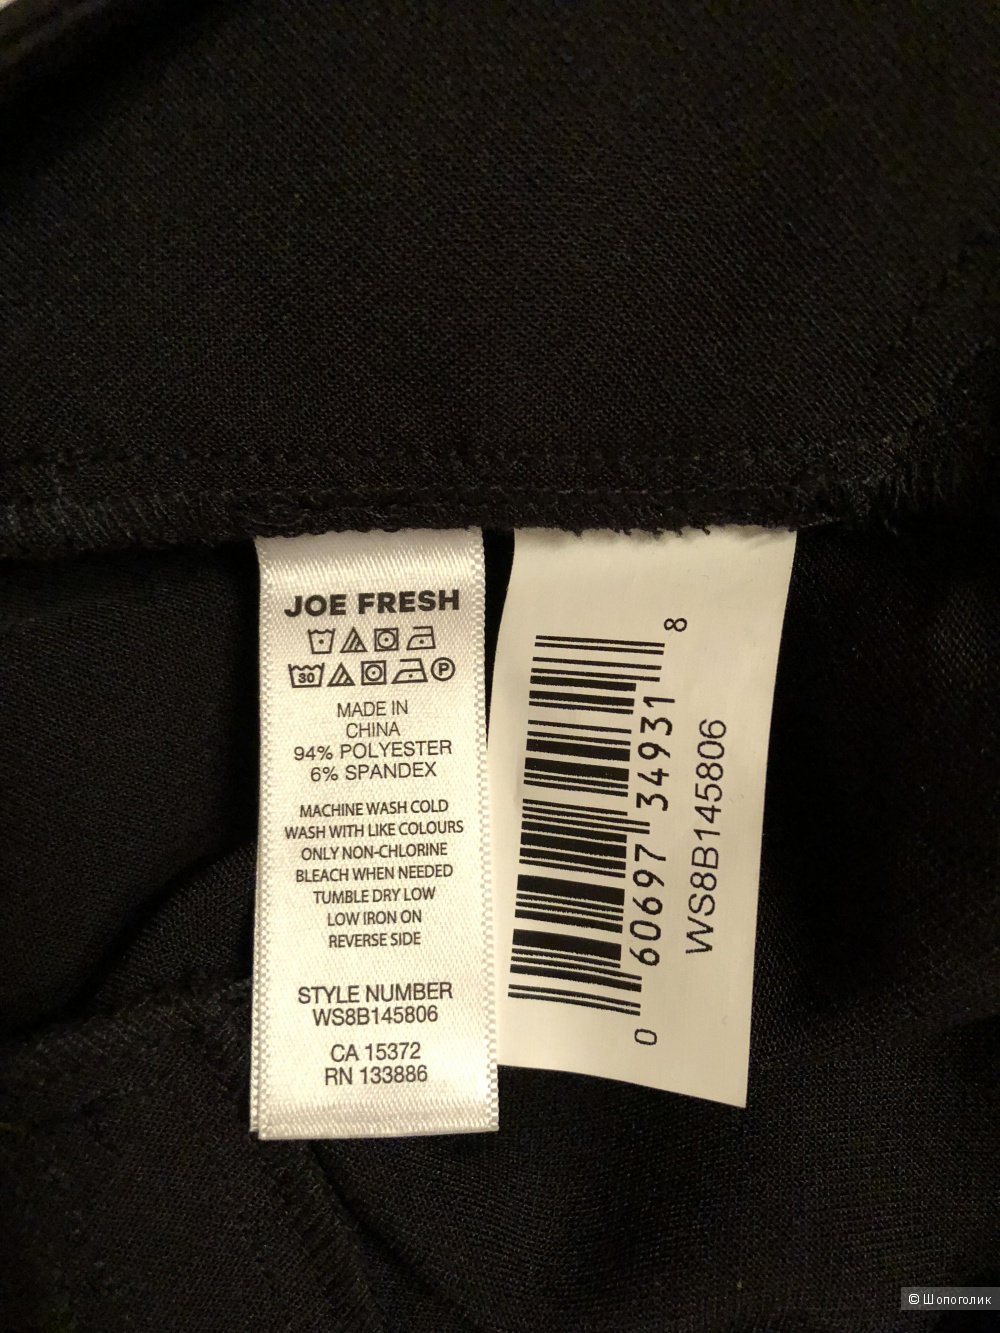 JOE FRESH
30
P
MADE IN
CHINA
94% POLYESTER
6% SPANDEX
MACHINE WASH COLD
WASH WITH LIKE COLOURS
ONLY NON-CHLORINE
BLEACH WHEN NEEDED
TUMBLE DRY LOW
LOW IRON ON
REVERSE SIDE
STYLE NUMBER
WS8B145806
CA 15372
RN 133886
0 60697 34931 8
WS8B145806
© Шопоголик